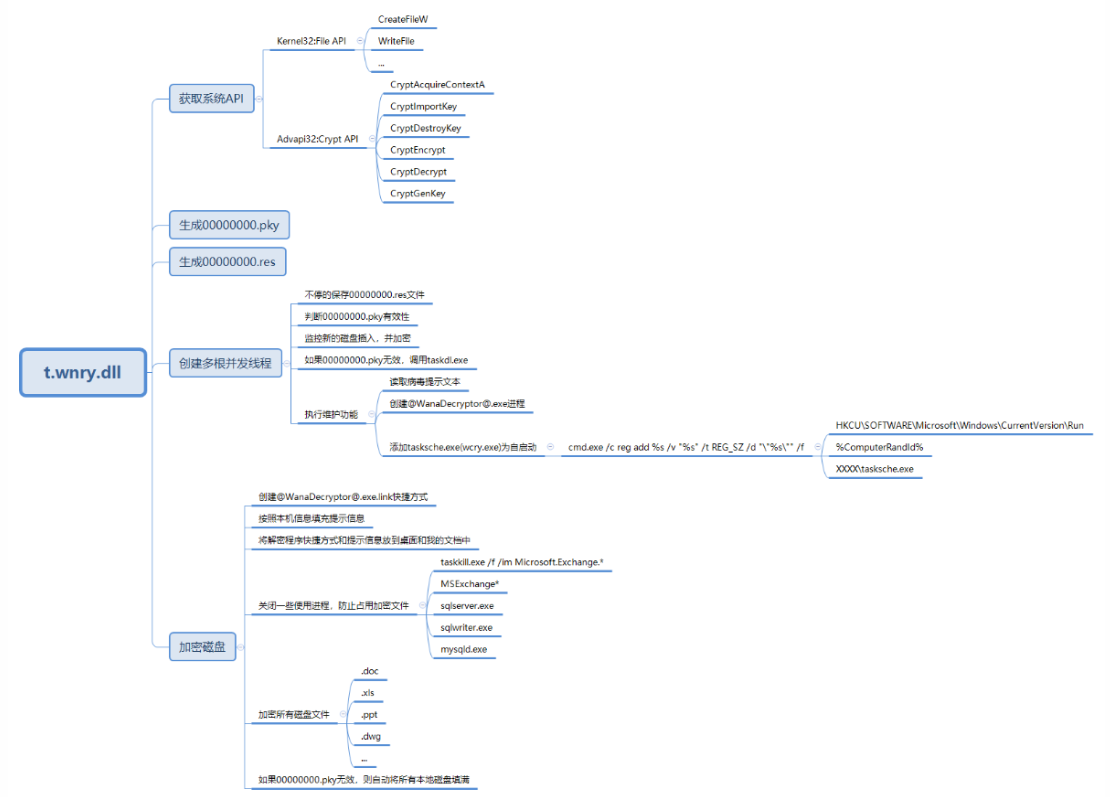 t.wnry.dll
获取系统API
Kernel32:File API
CreateFileW
WriteFile
...
Advapi32:Crypt API
CryptAcquireContextA
CryptImportKey
CryptDestroyKey
CryptEncrypt
CryptDecrypt
CryptGenKey
生成00000000.pky
生成00000000.res
创建多根并发线程
不停的保存00000000.res文件
判断00000000.pky有效性
监控新的磁盘插入，并加密
如果00000000.pky无效，调用taskdl.exe
执行维护功能
读取病毒提示文本
创建@WanaDecryptor@.exe进程
添加tasksche.exe(wcry.exe)为自启动
cmd.exe /c reg add %s /v "%s" /t REG_SZ /d "\"%s\"" /f
HKCU\SOFTWARE\Microsoft\Windows\CurrentVersion\Run
%ComputerRandId%
XXXX\tasksche.exe
加密磁盘
创建@WanaDecryptor@.exe.link快捷方式
按照本机信息填充提示信息
将解密程序快捷方式和提示信息放到桌面和我的文档中
关闭一些使用进程，防止占用加密文件
taskkill.exe /f /im Microsoft.Exchange.*
MSExchange*
sqlserver.exe
sqlwriter.exe
mysqld.exe
加密所有磁盘文件
.doc
.xls
.ppt
.dwg
...
如果00000000.pky无效，则自动将所有本地磁盘填满